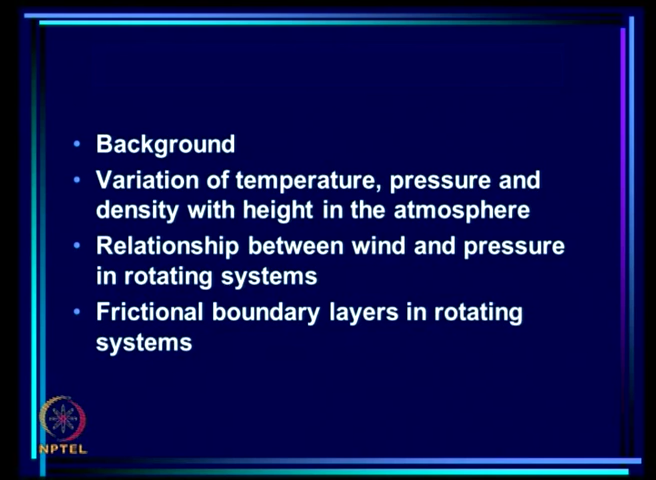 • Background
• Variation of temperature, pressure and
density with height in the atmosphere
• Relationship between wind and pressure
in rotating systems
• Frictional boundary layers in rotating
systems
NPTEL